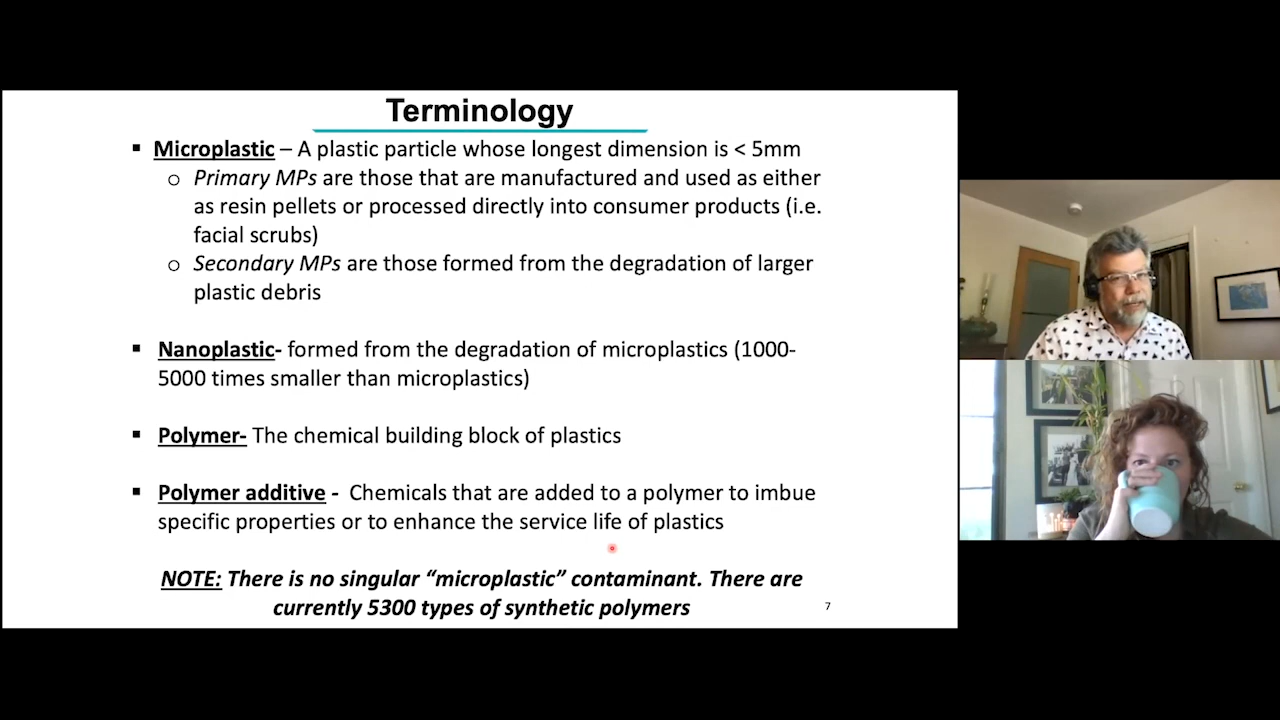 Terminology
▪ Microplastic – A plastic particle whose longest dimension is < 5mm
o Primary MPs are those that are manufactured and used as either
as resin pellets or processed directly into consumer products (i.e.
facial scrubs)
o Secondary MPs are those formed from the degradation of larger
plastic debris
▪ Nanoplastic- formed from the degradation of microplastics (1000-
5000 times smaller than microplastics)
▪ Polymer- The chemical building block of plastics
▪ Polymer additive - Chemicals that are added to a polymer to imbue
specific properties or to enhance the service life of plastics
NOTE: There is no singular “microplastic” contaminant. There are
currently 5300 types of synthetic polymers
7